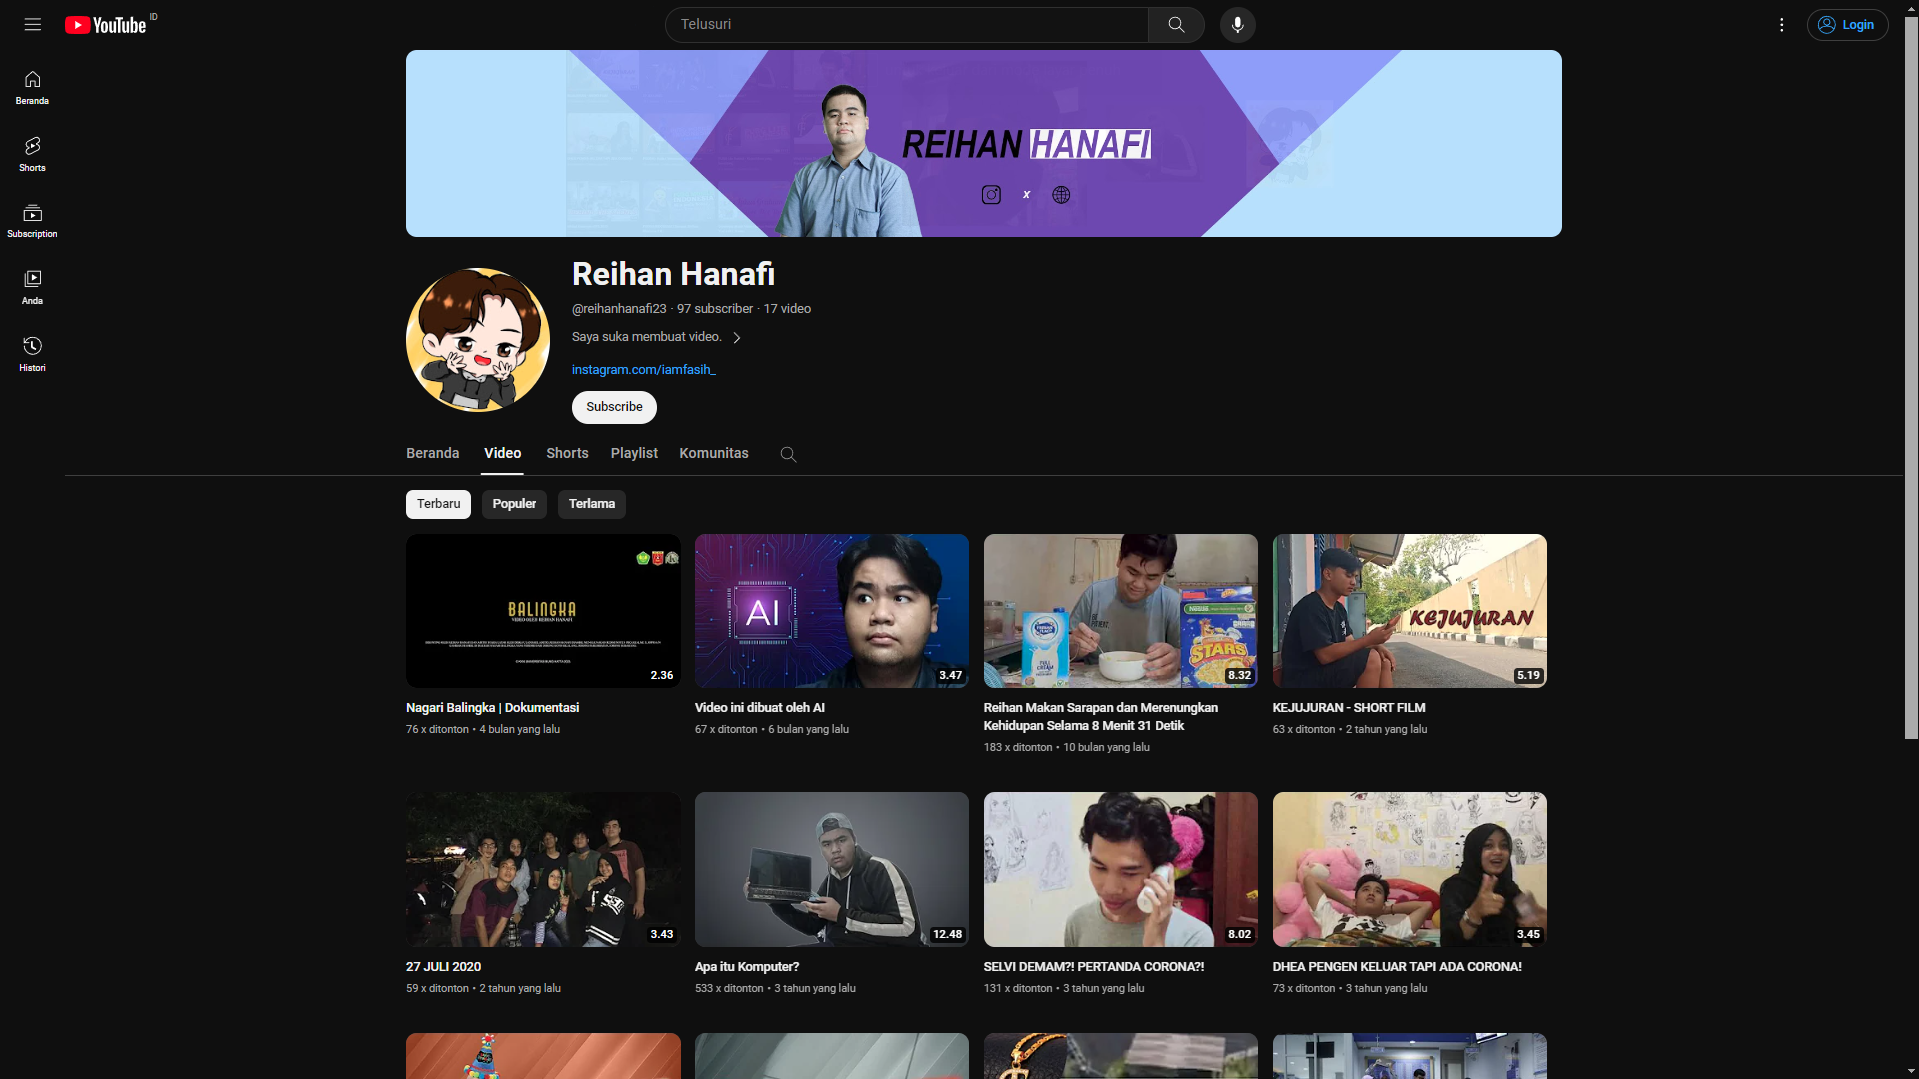 YouTube ID
Telusuri
Login
Beranda
Shorts
Subscription
Anda
Histori
REIHAN HANAFI
x
Reihan Hanafi
@reihanhanafi23 · 97 subscriber · 17 video
Saya suka membuat video.
instagram.com/iamfasih_
Subscribe
Beranda Video Shorts Playlist Komunitas
Terbaru Populer Terlama
BALINGKA
VIDEO OLEH REIHAN HANAFI
2.36
Nagari Balingka | Dokumentasi
76 x ditonton • 4 bulan yang lalu
AI
3.47
Video ini dibuat oleh AI
67 x ditonton • 6 bulan yang lalu
FULL CREAM
NESTLE
STARS
8.32
Reihan Makan Sarapan dan Merenungkan
Kehidupan Selama 8 Menit 31 Detik
183 x ditonton • 10 bulan yang lalu
KEJUJURAN
5.19
KEJUJURAN - SHORT FILM
63 x ditonton • 2 tahun yang lalu
3.43
27 JULI 2020
59 x ditonton • 2 tahun yang lalu
12.48
Apa itu Komputer?
533 x ditonton • 3 tahun yang lalu
8.02
SELVI DEMAM?! PERTANDA CORONA?!
131 x ditonton • 3 tahun yang lalu
3.45
DHEA PENGEN KELUAR TAPI ADA CORONA!
73 x ditonton • 3 tahun yang lalu